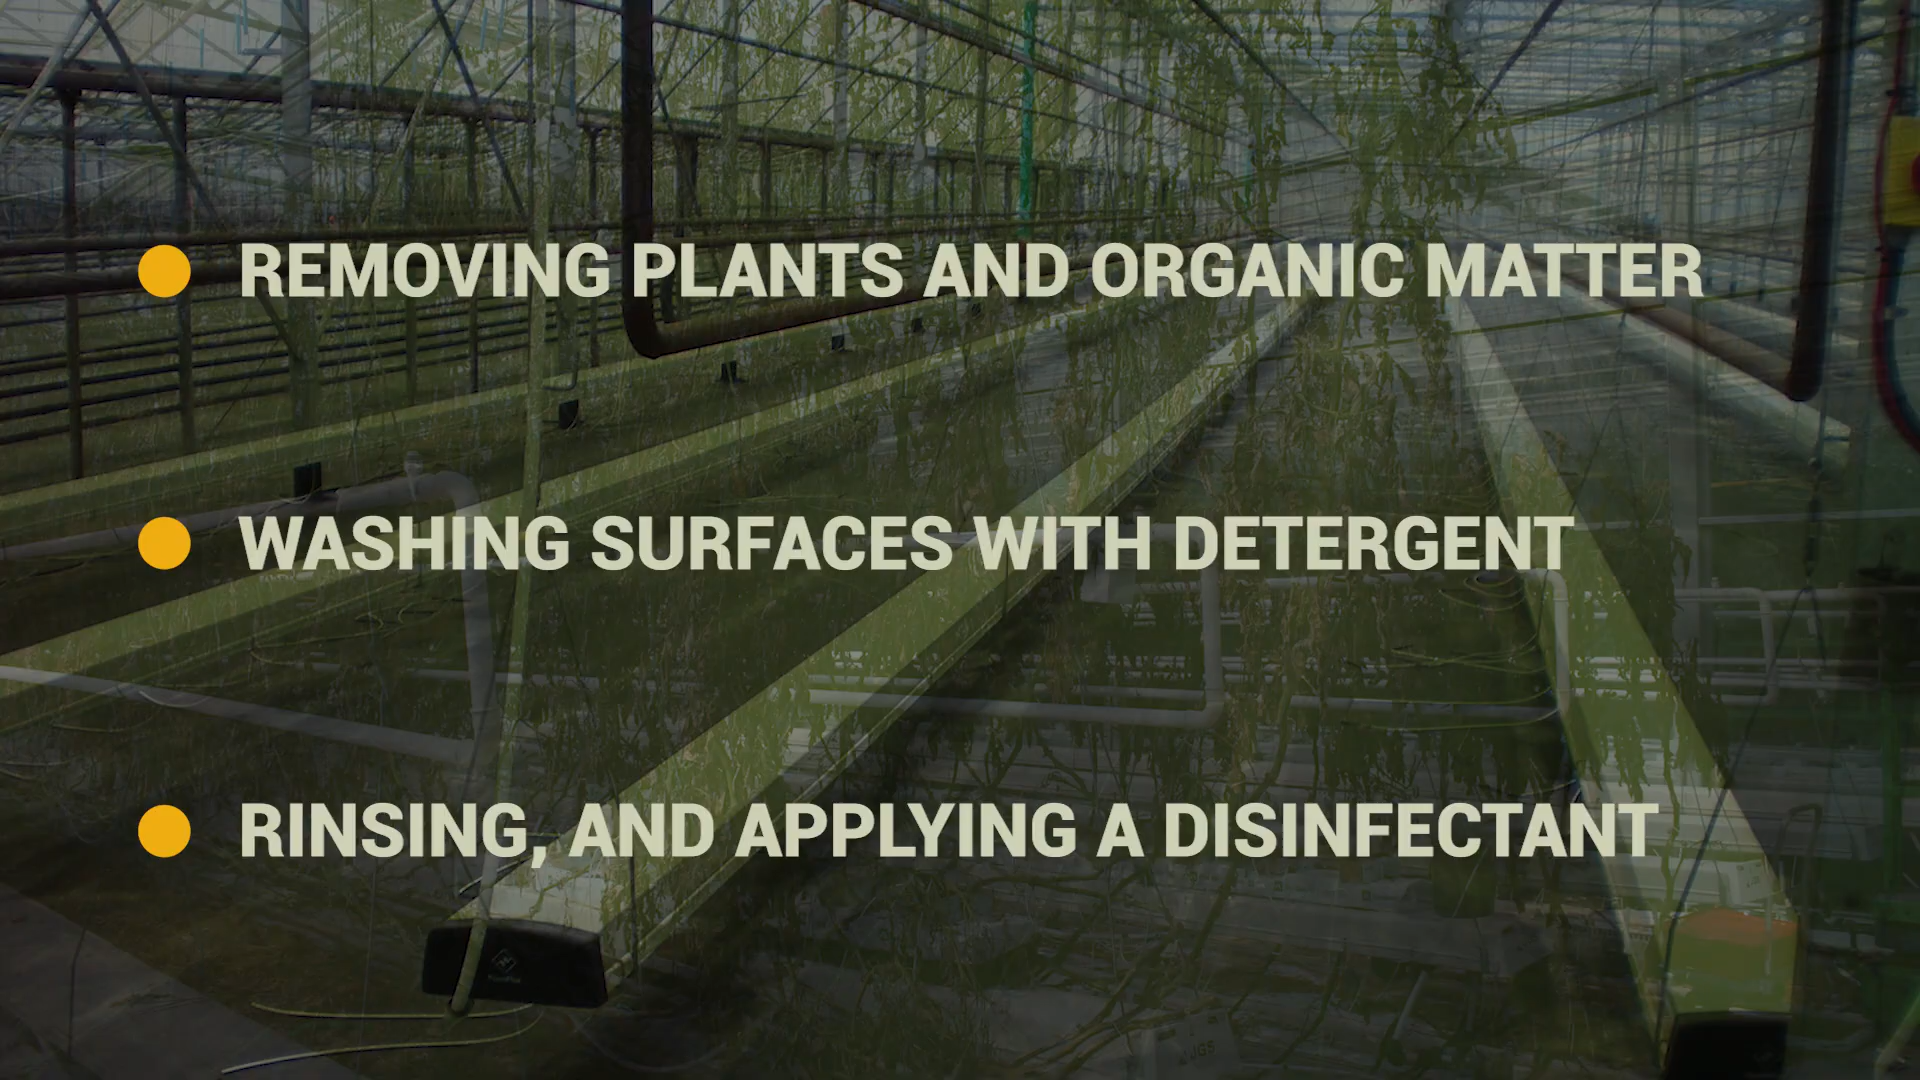 REMOVING PLANTS AND ORGANIC MATTER
WASHING SURFACES WITH DETERGENT
RINSING, AND APPLYING A DISINFECTANT